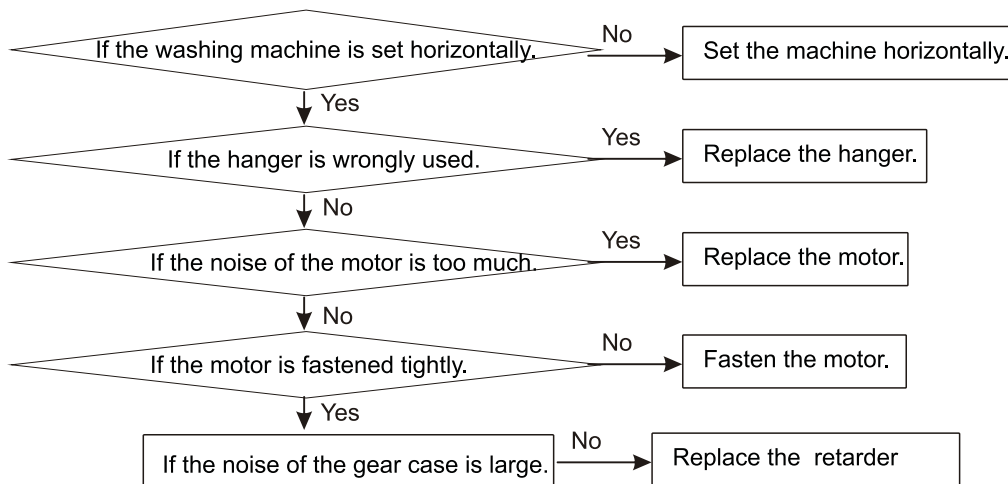 If the washing machine is set horizontally.
No
Set the machine horizontally.
Yes
If the hanger is wrongly used.
Yes
Replace the hanger.
No
If the noise of the motor is too much.
Yes
Replace the motor.
No
If the motor is fastened tightly.
No
Fasten the motor.
Yes
If the noise of the gear case is large.
No
Replace the retarder